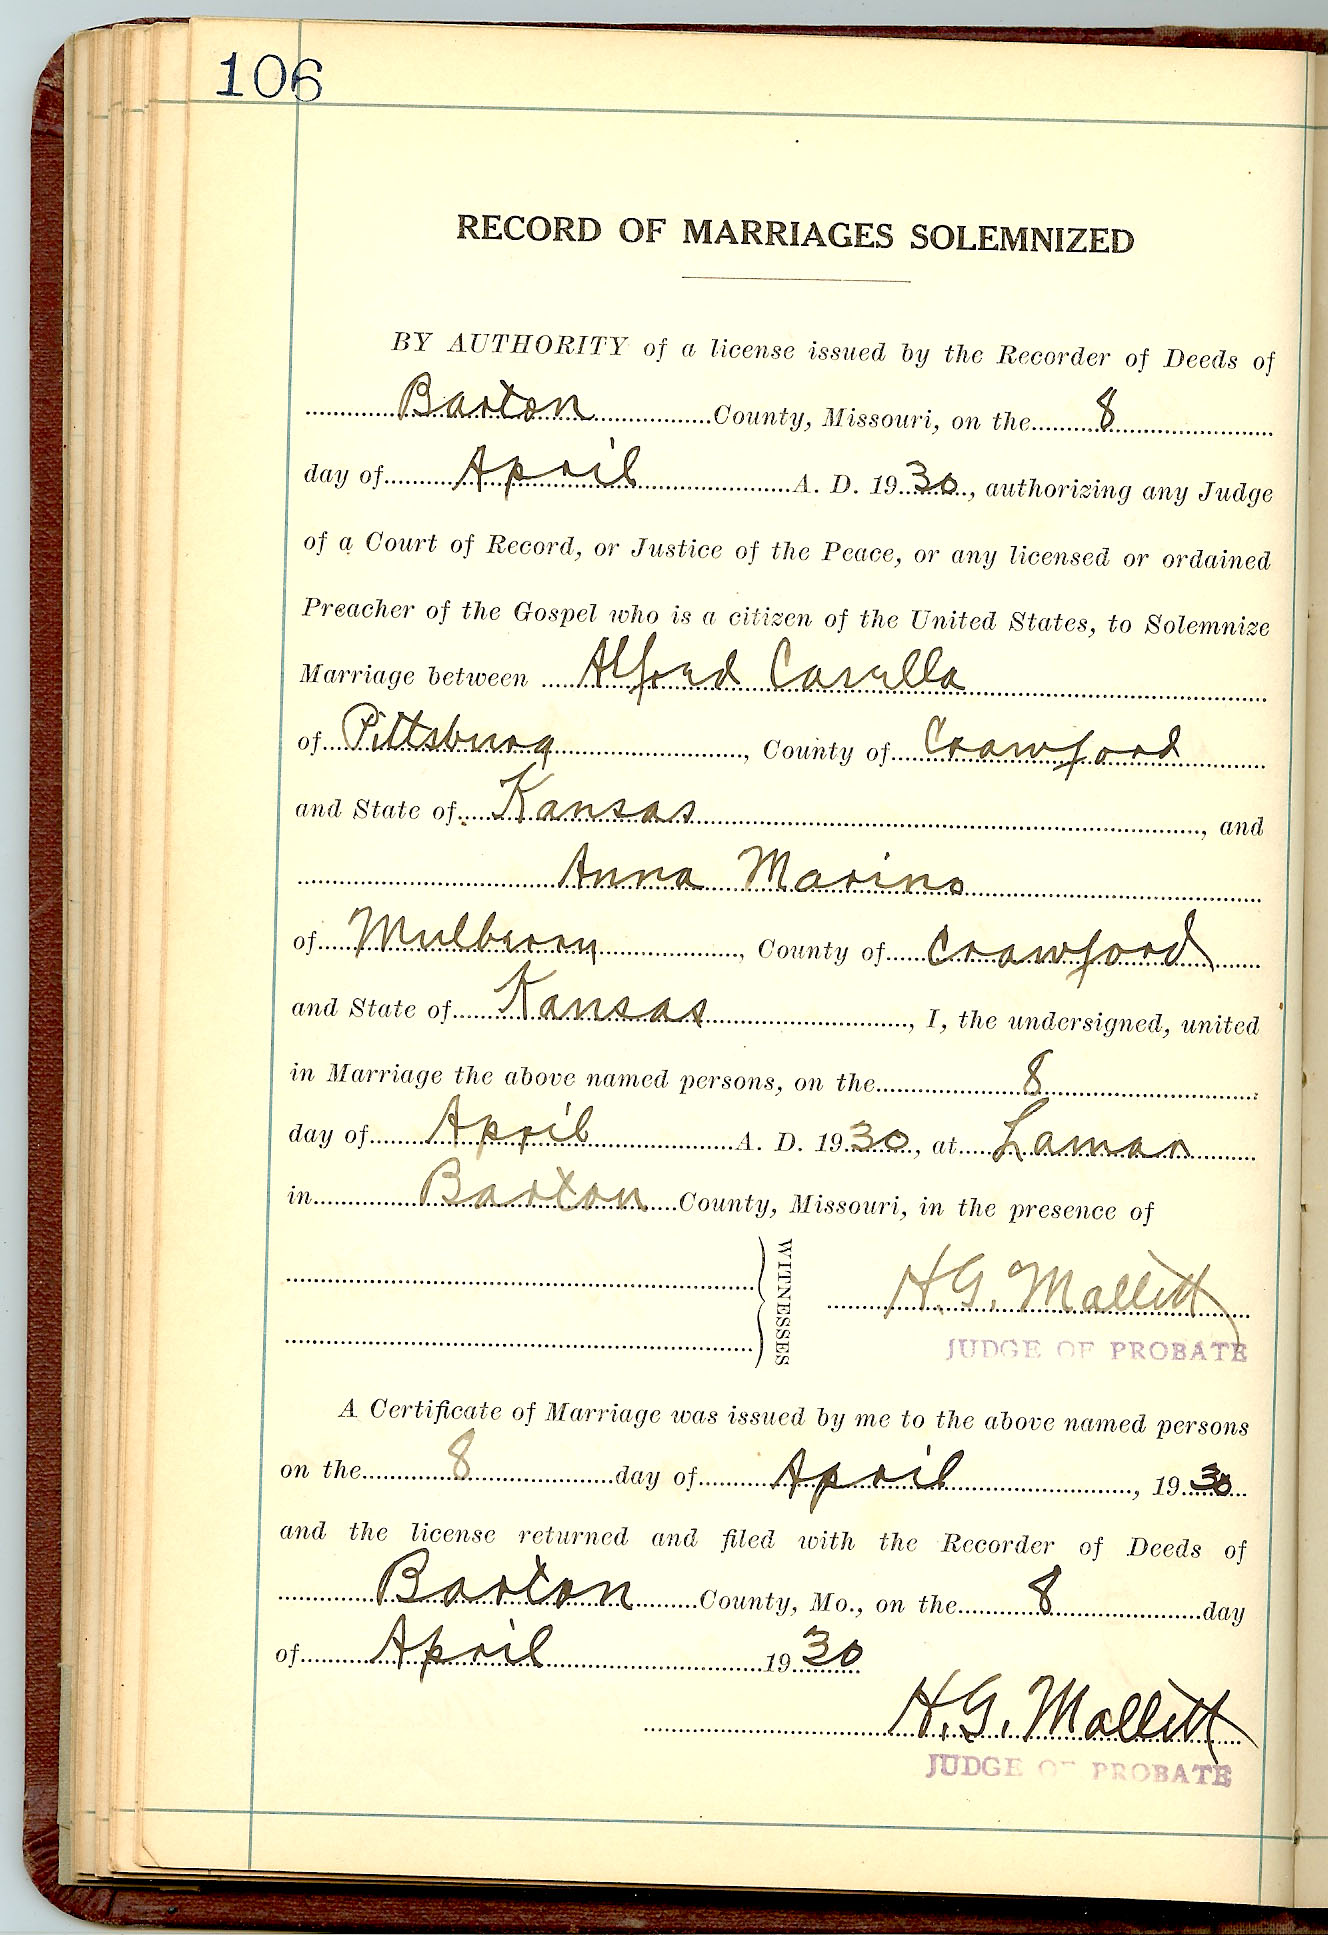 106
RECORD OF MARRIAGES SOLEMNIZED
BY AUTHORITY of a license issued by the Recorder of Deeds of
Barton County, Missouri, on the 8
day of April A. D. 1930, authorizing any Judge
of a Court of Record, or Justice of the Peace, or any licensed or ordained
Preacher of the Gospel who is a citizen of the United States, to Solemnize
Marriage between Alfred Casella
of Pittsburg, County of Crawford
and State of Kansas, and
Anna Marino
of Mulberry, County of Crawford
and State of Kansas, I, the undersigned, united
in Marriage the above named persons, on the 8
day of April A. D. 1930, at Lamar
in Barton County, Missouri, in the presence of
WITNESSES
H. G. Mallett
JUDGE OF PROBATE
A Certificate of Marriage was issued by me to the above named persons
on the 8 day of April, 1930
and the license returned and filed with the Recorder of Deeds of
Barton County, Mo., on the 8 day
of April 1930
H. G. Mallett
JUDGE OF PROBATE